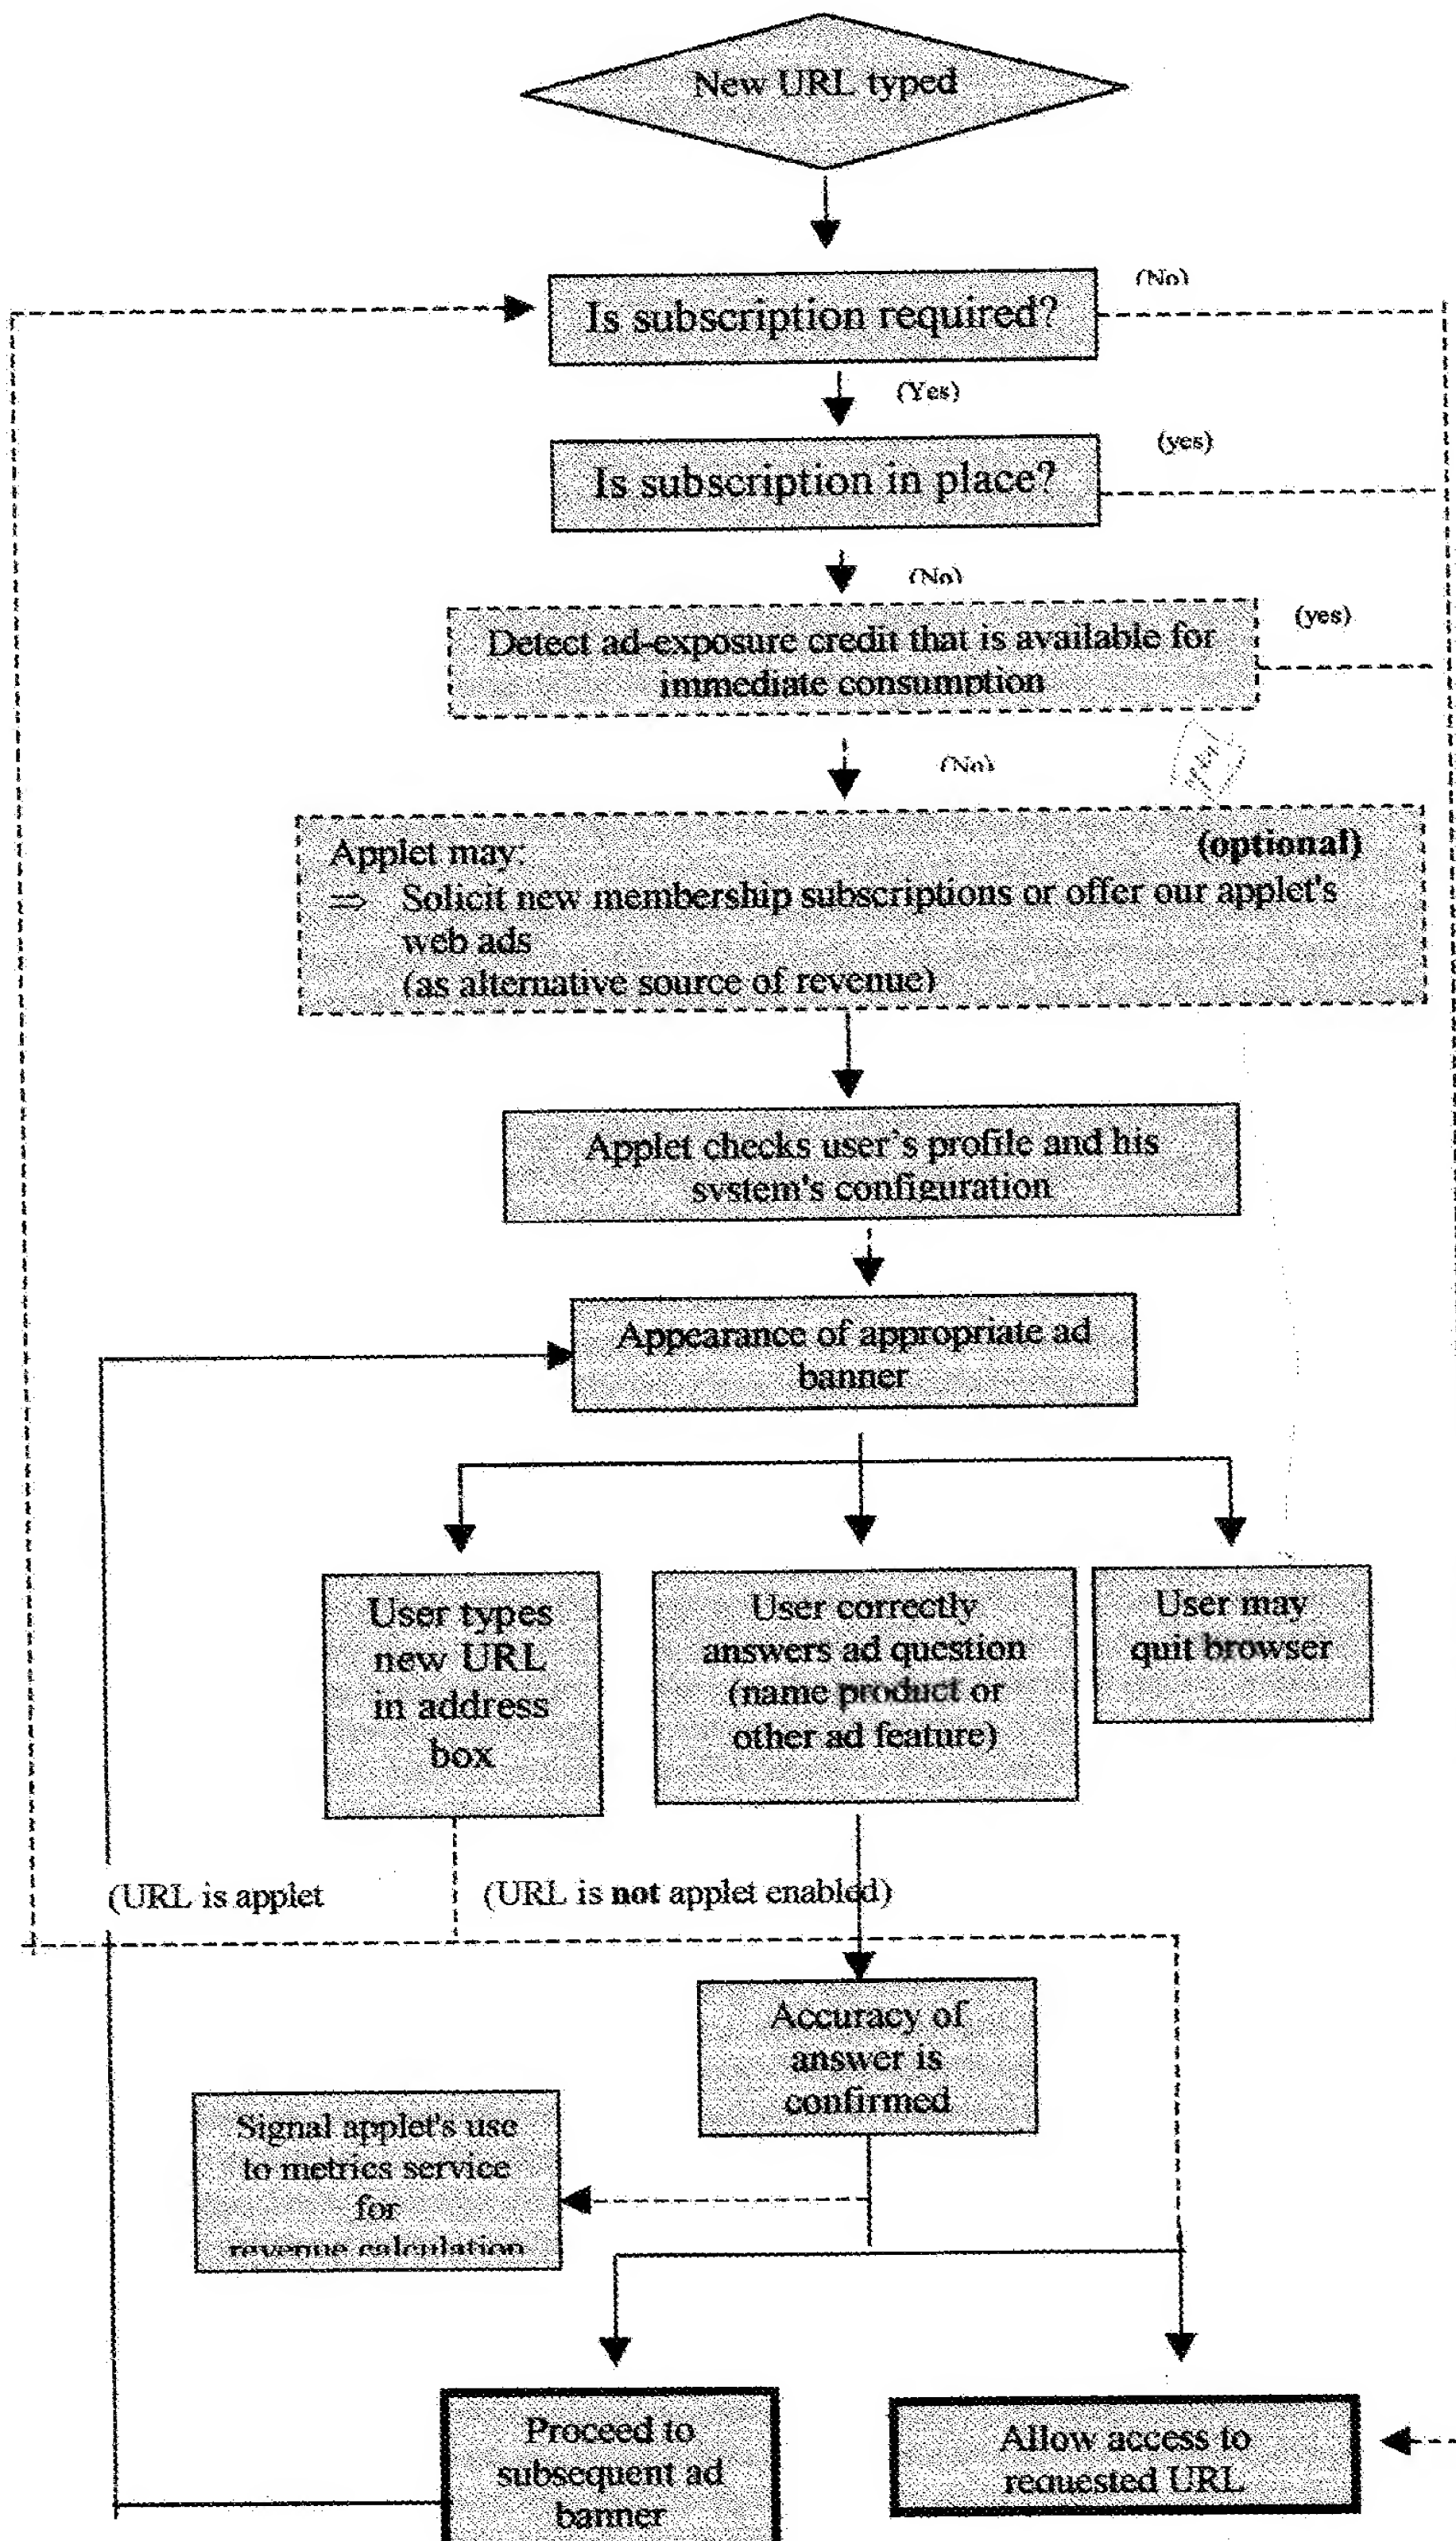 New URL typed
(No)
Is subscription required?
(Yes)
(yes)
Is subscription in place?
(No)
(yes)
Detect ad-exposure credit that is available for
immediate consumption
(No)
Applet may: (optional)
⇒ Solicit new membership subscriptions or offer our applet's
web ads
(as alternative source of revenue)
Applet checks user's profile and his
system's configuration
Appearance of appropriate ad
banner
User types
new URL
in address
box
User correctly
answers ad question
(name product or
other ad feature)
User may
quit browser
(URL is applet
(URL is not applet enabled)
Accuracy of
answer is
confirmed
Signal applet's use
to metrics service
for
revenue calculation
Proceed to
subsequent ad
banner
Allow access to
requested URL